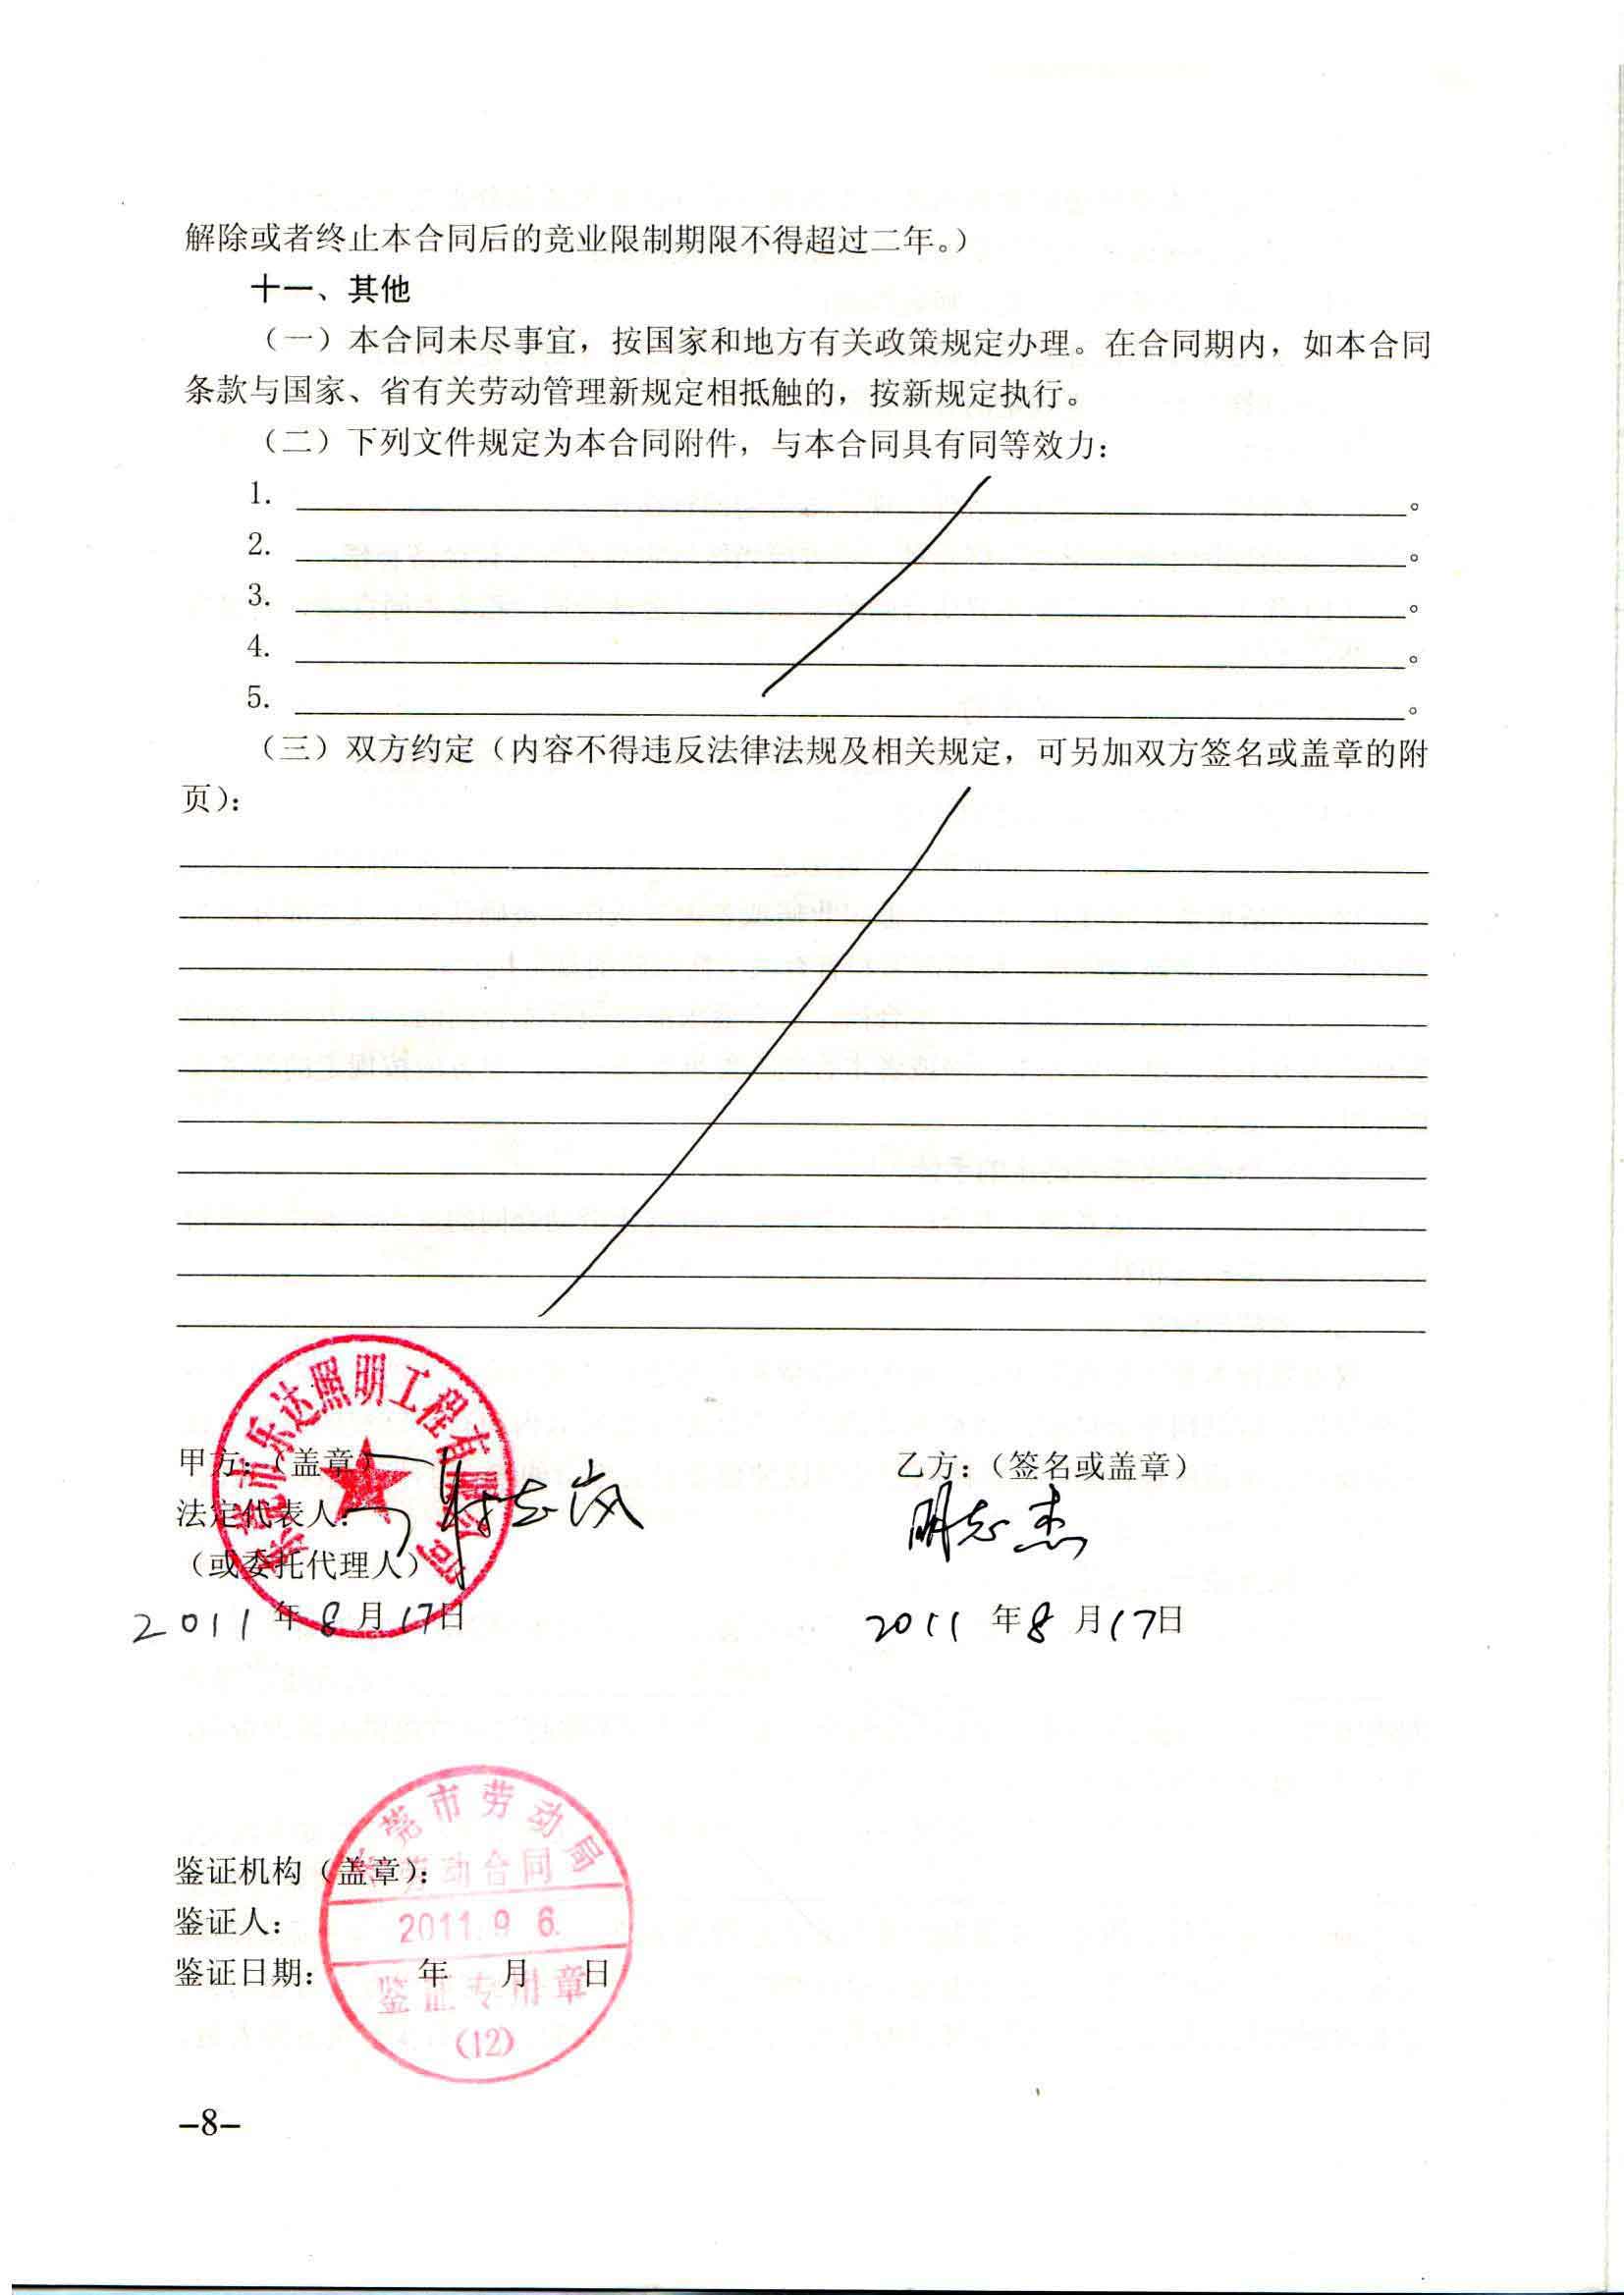 解除或者终止本合同后的竞业限制期限不得超过二年。）
十一、其他
（一）本合同未尽事宜，按国家和地方有关政策规定办理。在合同期内，如本合同
条款与国家、省有关劳动管理新规定相抵触的，按新规定执行。
（二）下列文件规定为本合同附件，与本合同具有同等效力：
1. 。
2. 。
3. 。
4. 。
5. 。
（三）双方约定（内容不得违反法律法规及相关规定，可另加双方签名或盖章的附
页）：
东莞市乐达照明工程有限公司
甲方：（盖章）
乙方：（签名或盖章）
法定代表人：
明志杰
（或委托代理人）
2011 年 8 月 17日
2011 年 8 月 17日
东莞市劳动局
劳动合同
2011. 9 6.
鉴证专用章
(12)
鉴证机构（盖章）：
鉴证人：
鉴证日期： 年 月 日
–8–